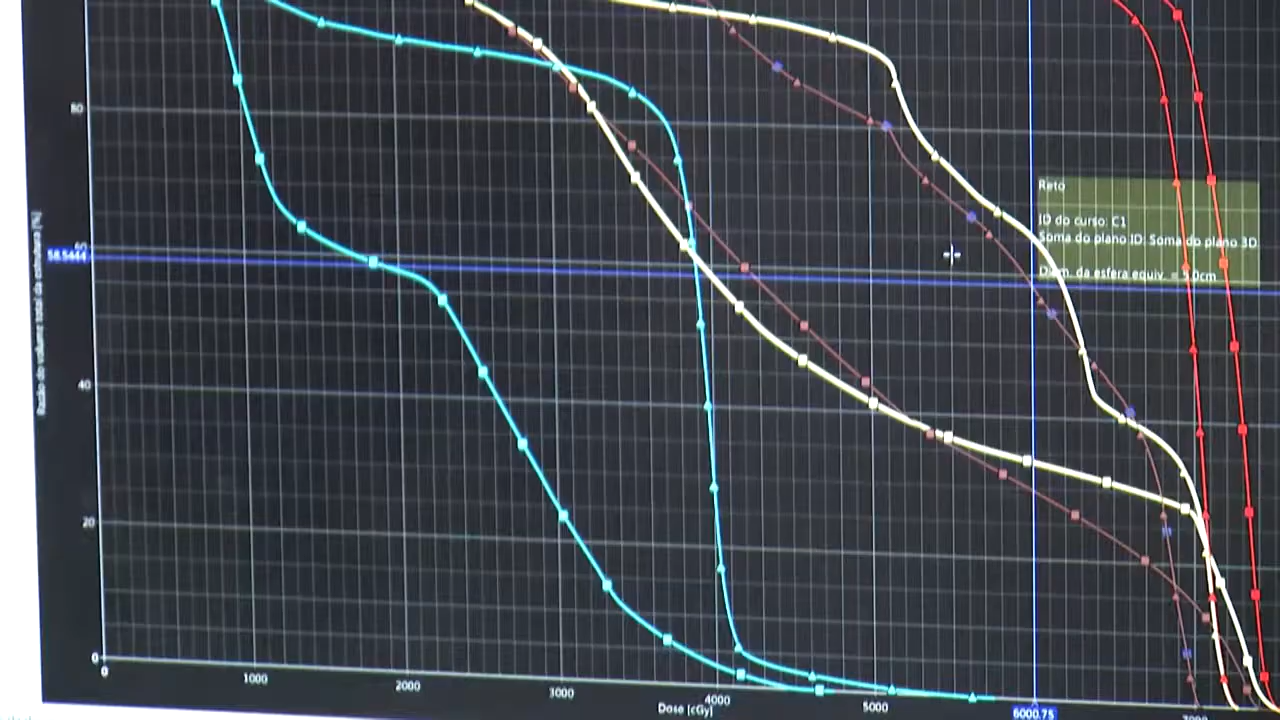 80
Reto
ID do curso: C1
Soma do plano ID: Soma do plano 3D
Diam. da esfera equiv. = 5.0cm
60
58.5444
Razão do volume total da estrutura [%]
40
20
0
0 1000 2000 3000 4000 5000 6000.75
Dose [cGy]